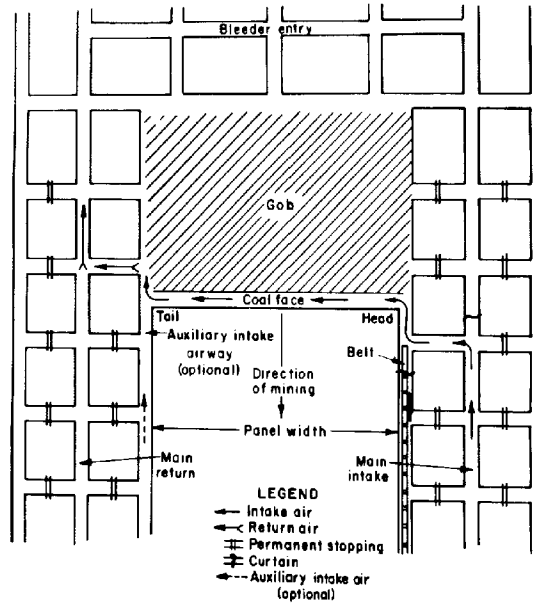 Bleeder entry
Gob
Coal face
Tail
Head
Auxiliary intake
airway
(optional)
Belt
Direction
of mining
Panel width
Main
return
Main
intake
LEGEND
Intake air
Return air
Permanent stopping
Curtain
Auxiliary intake air
(optional)